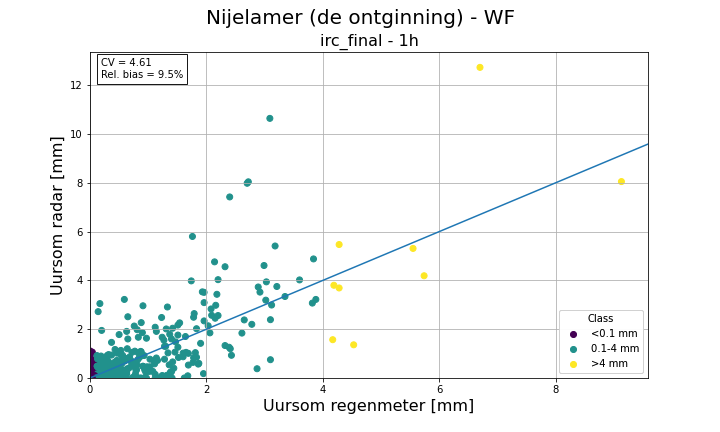 Nijelamer (de ontginning) - WF
irc_final - 1h
CV = 4.61
Rel. bias = 9.5%
Uursom radar [mm]
12
10
8
6
4
2
0
0 2 4 6 8
Uursom regenmeter [mm]
Class
<0.1 mm
0.1-4 mm
>4 mm